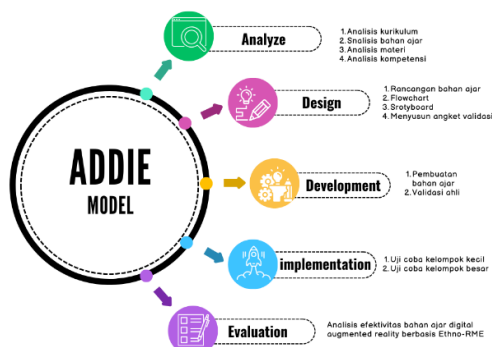 ADDIE
MODEL
Analyze
1.Analisis kurikulum
2. Snalisis bahan ajar
3. Analisis materi
4. Analisis kompetensi
Design
1. Rancangan bahan ajar
2. Flowchart
3. Srotyboard
4. Menyusun angket validasi
Development
1. Pembuatan
bahan ajar
2. Validasi ahli
implementation
1. Uji coba kelompok kecil
2. Uji coba kelompok besar
Evaluation
Analisis efektivitas bahan ajar digital
augmented reality berbasis Ethno-RME